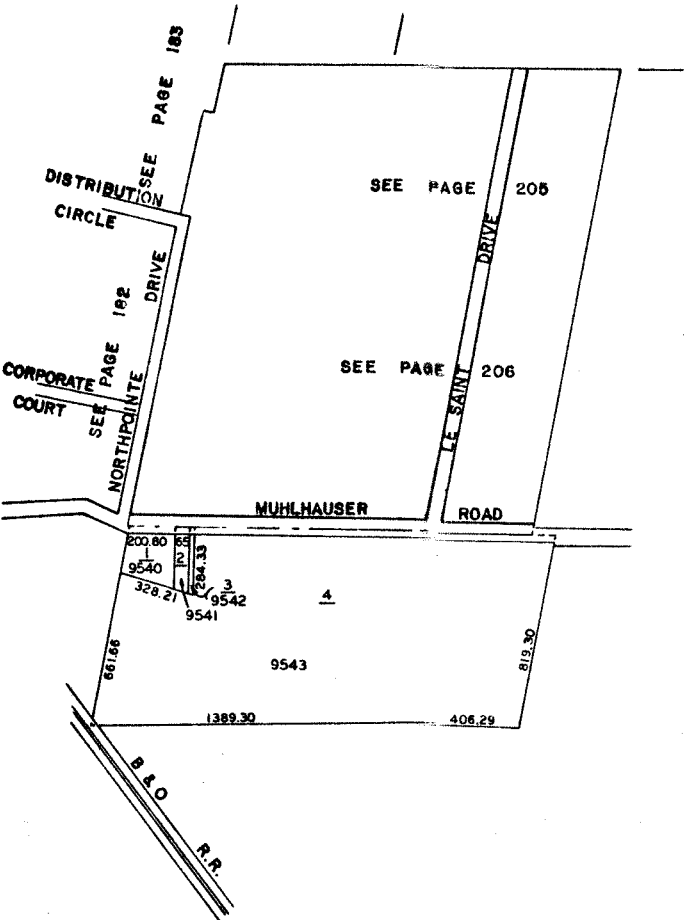 SEE PAGE 183
DISTRIBUTION
CIRCLE
SEE PAGE 205
DRIVE
NORTHPOINTE DRIVE
SEE PAGE 182
CORPORATE
COURT
SEE PAGE 206
LE SAINT
MUHLHAUSER ROAD
200.80 65
1 2
9540
284.33
328.21
3
9542
9541
4
661.66
9543
819.30
1389.30 406.29
B & O
R.R.